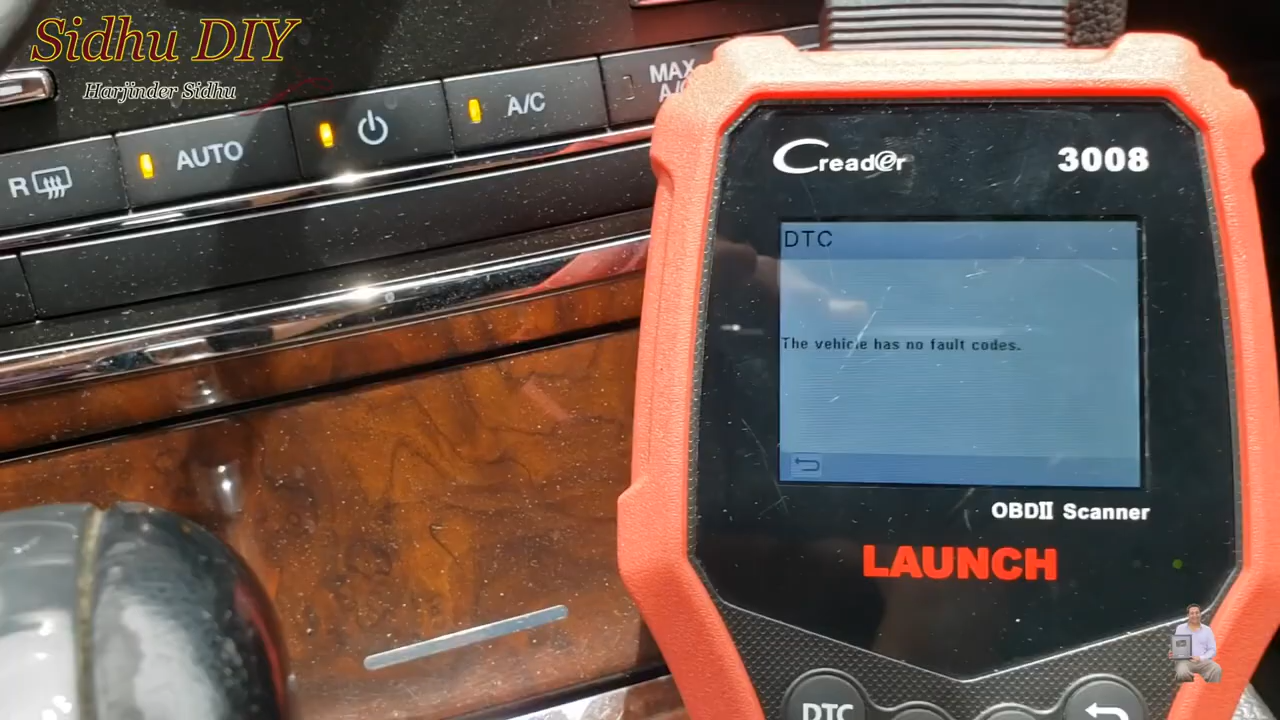 Sidhu DIY
Harjinder Sidhu
R
AUTO
A/C
MAX
A/C
Creader
3008
DTC
The vehicle has no fault codes.
OBDII Scanner
LAUNCH
DTC